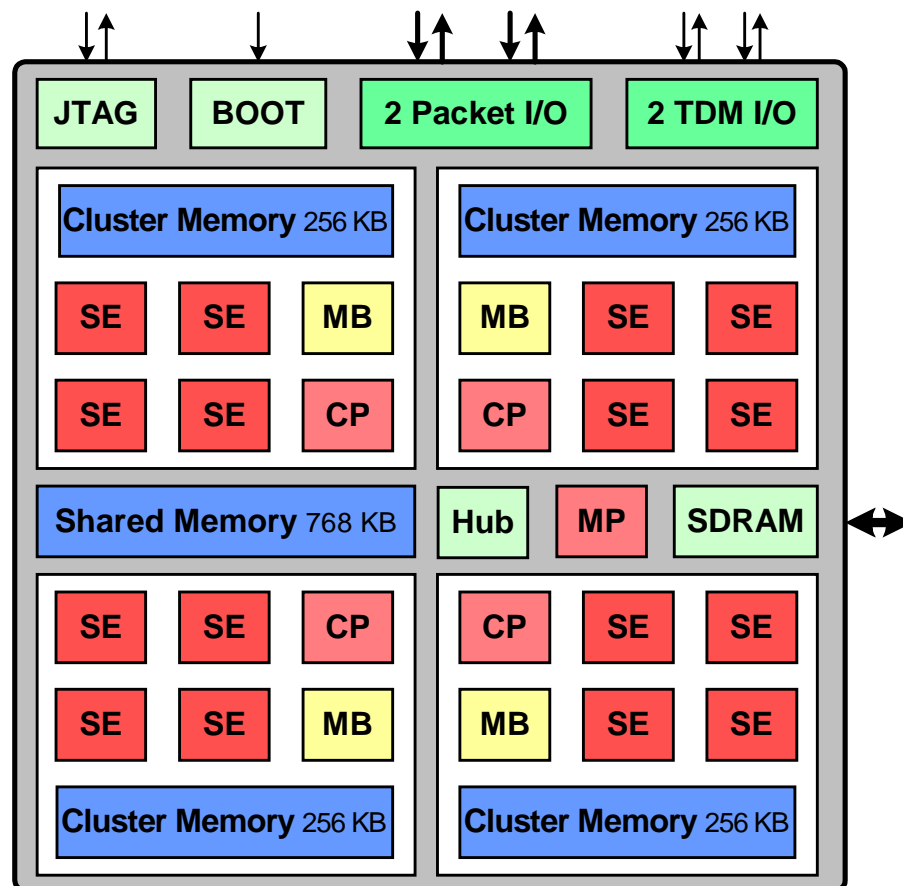 JTAG BOOT 2 Packet I/O 2 TDM I/O
Cluster Memory 256 KB Cluster Memory 256 KB
SE SE MB MB SE SE
SE SE CP CP SE SE
Shared Memory 768 KB Hub MP SDRAM
SE SE CP CP SE SE
SE SE MB MB SE SE
Cluster Memory 256 KB Cluster Memory 256 KB